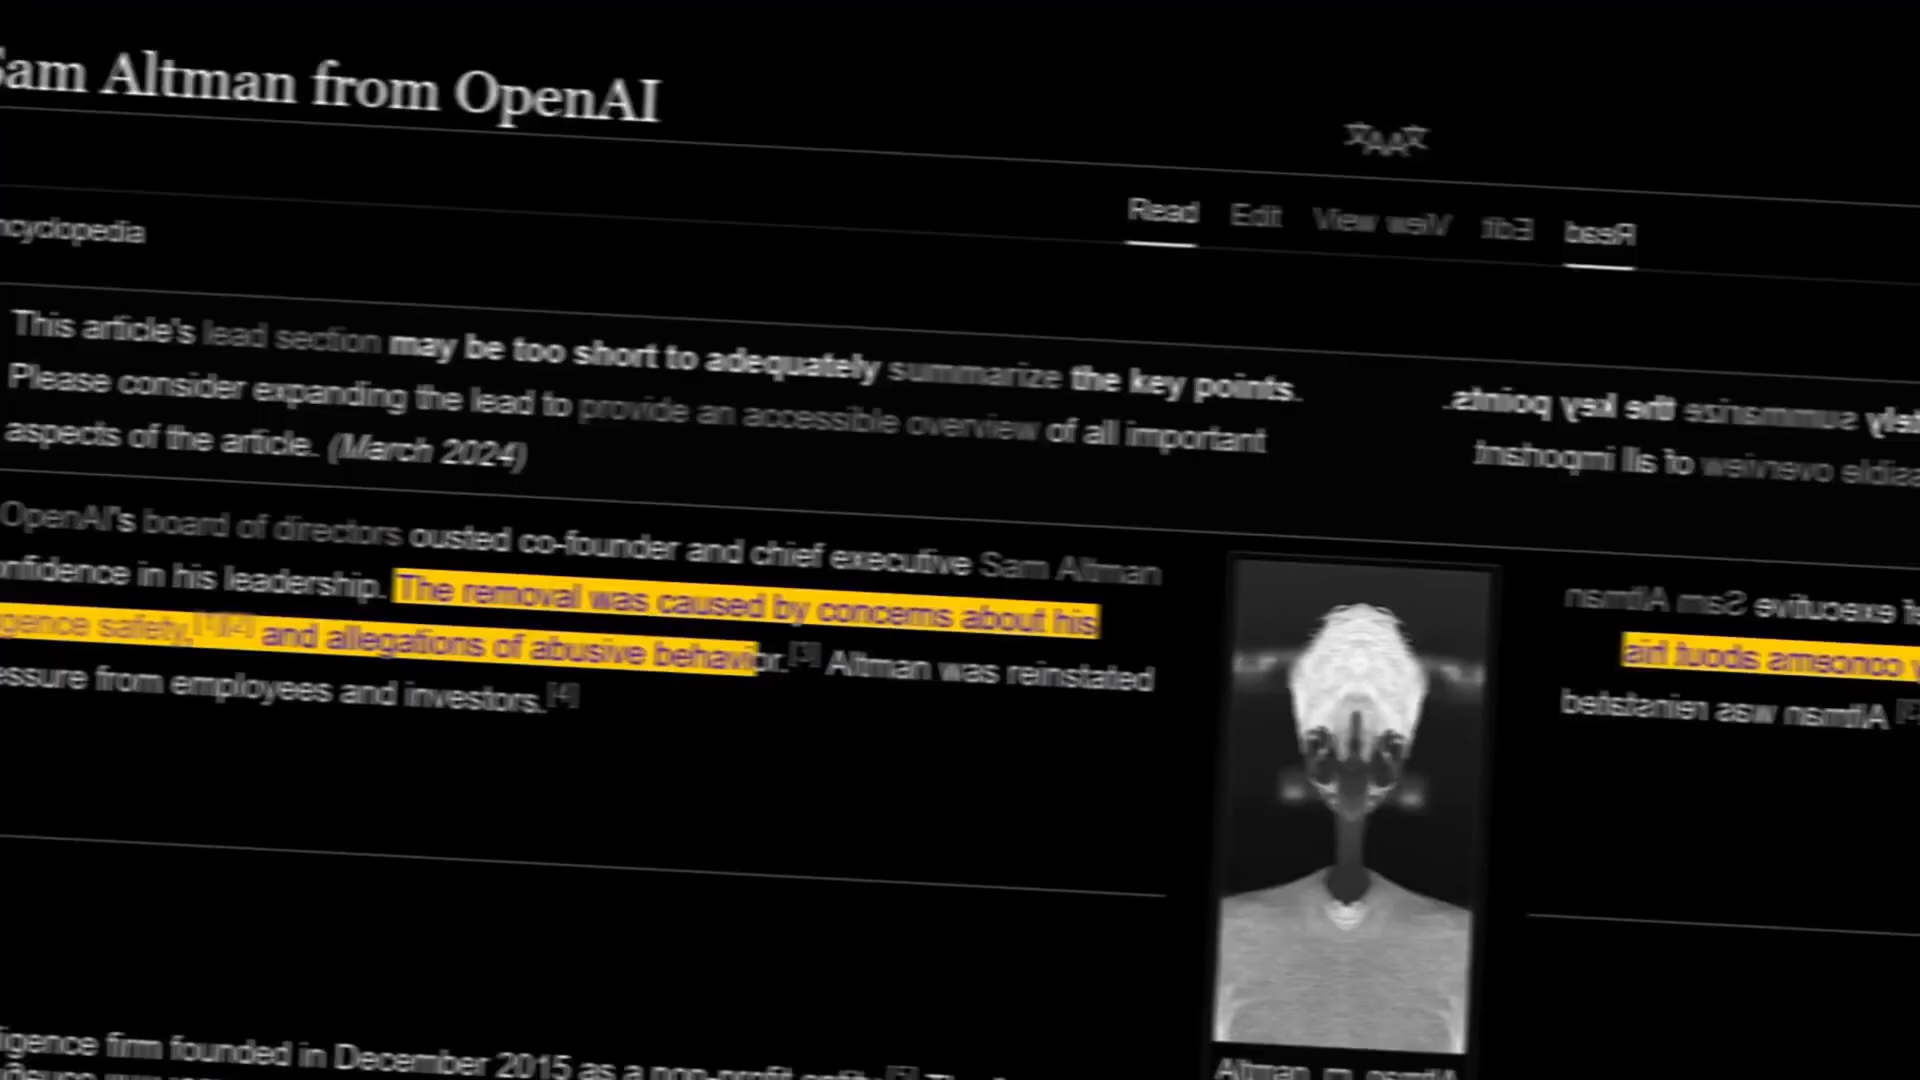 Sam Altman from OpenAI
Read Edit View
ncyclopedia
This article's lead section may be too short to adequately summarize the key points.
Please consider expanding the lead to provide an accessible overview of all important
aspects of the article. (March 2024)
OpenAI's board of directors ousted co-founder and chief executive Sam Altman
onfidence in his leadership. The removal was caused by concerns about his
igence safety,[1][2] and allegations of abusive behavior.[3] Altman was reinstated
essure from employees and investors.[4]
Altman
igence firm founded in December 2015 as a non-profit entity.[5]